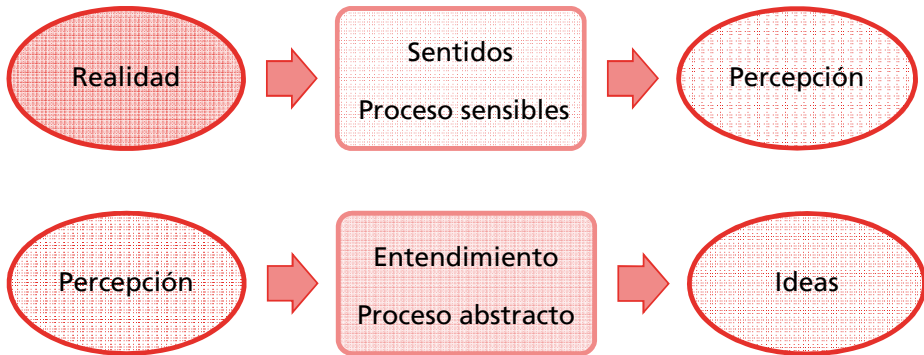 Realidad
Sentidos
Proceso sensibles
Percepción
Percepción
Entendimiento
Proceso abstracto
Ideas